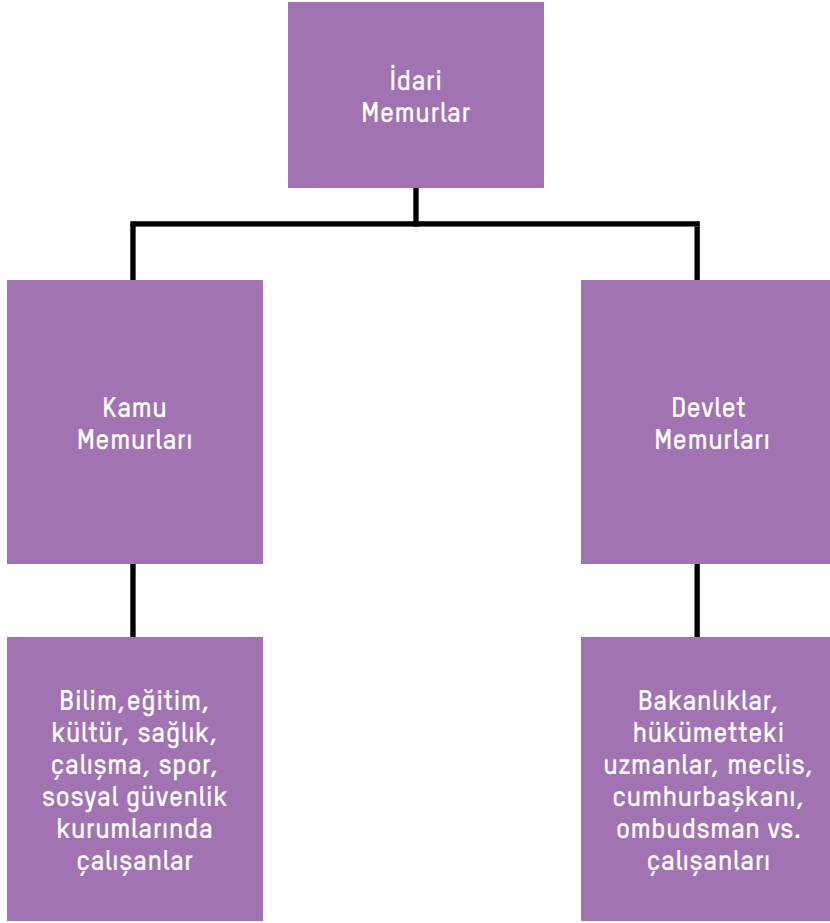 İdari
Memurlar
Kamu
Memurları
Devlet
Memurları
Bilim,eğitim,
kültür, sağlık,
çalışma, spor,
sosyal güvenlik
kurumlarında
çalışanlar
Bakanlıklar,
hükümetteki
uzmanlar, meclis,
cumhurbaşkanı,
ombudsman vs.
çalışanları